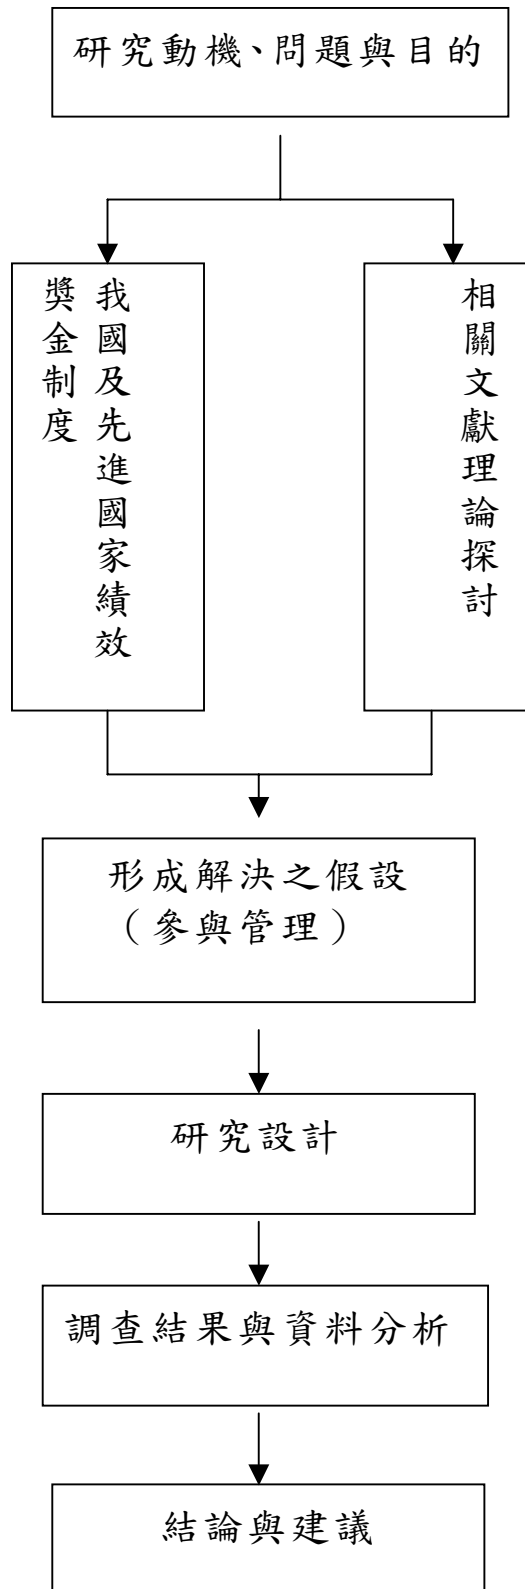 研究動機、問題與目的
我國及先進國家績效
獎金制度
相關文獻理論探討
形成解決之假設
（參與管理）
研究設計
調查結果與資料分析
結論與建議